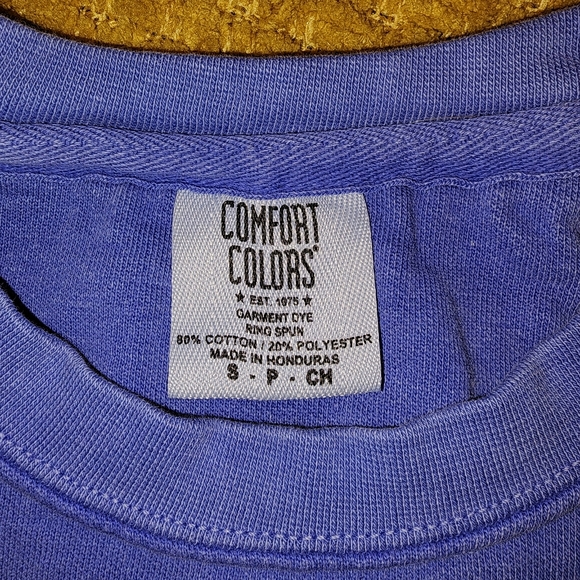 COMFORT
COLORS®
★ EST. 1975 ★
GARMENT DYE
RING SPUN
80% COTTON / 20% POLYESTER
MADE IN HONDURAS
S - P - CH